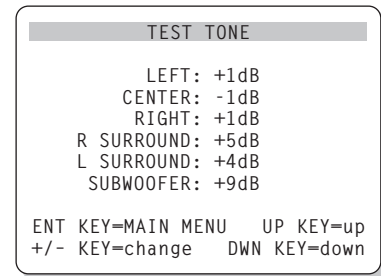 TEST TONE
LEFT: +1dB
CENTER: -1dB
RIGHT: +1dB
R SURROUND: +5dB
L SURROUND: +4dB
SUBWOOFER: +9dB
ENT KEY=MAIN MENU UP KEY=up
+/- KEY=change DWN KEY=down